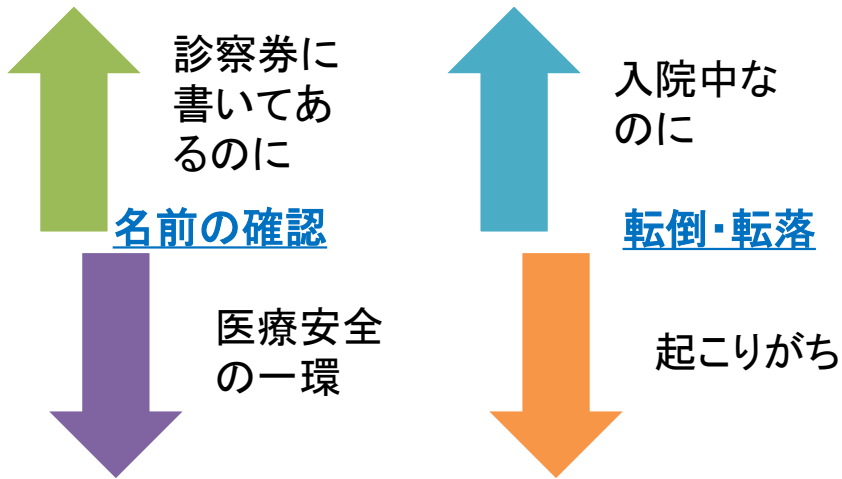 診察券に
書いてあ
るのに
名前の確認
医療安全
の一環
入院中な
のに
転倒・転落
起こりがち